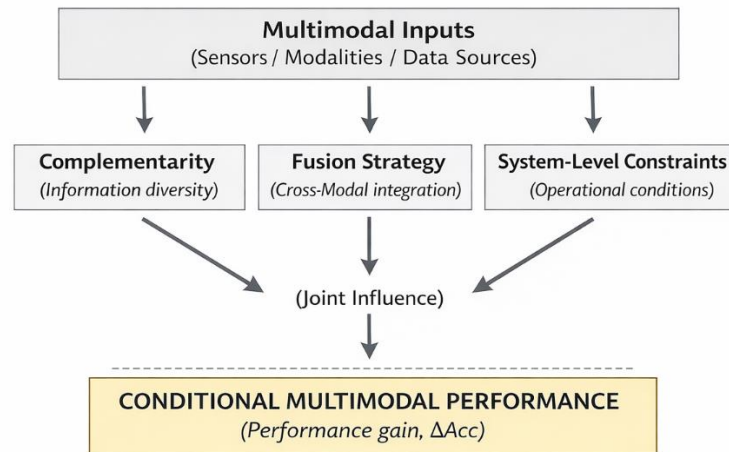 Multimodal Inputs
(Sensors / Modalities / Data Sources)
Complementarity
(Information diversity)
Fusion Strategy
(Cross-Modal integration)
System-Level Constraints
(Operational conditions)
(Joint Influence)
CONDITIONAL MULTIMODAL PERFORMANCE
(Performance gain, ΔAcc)